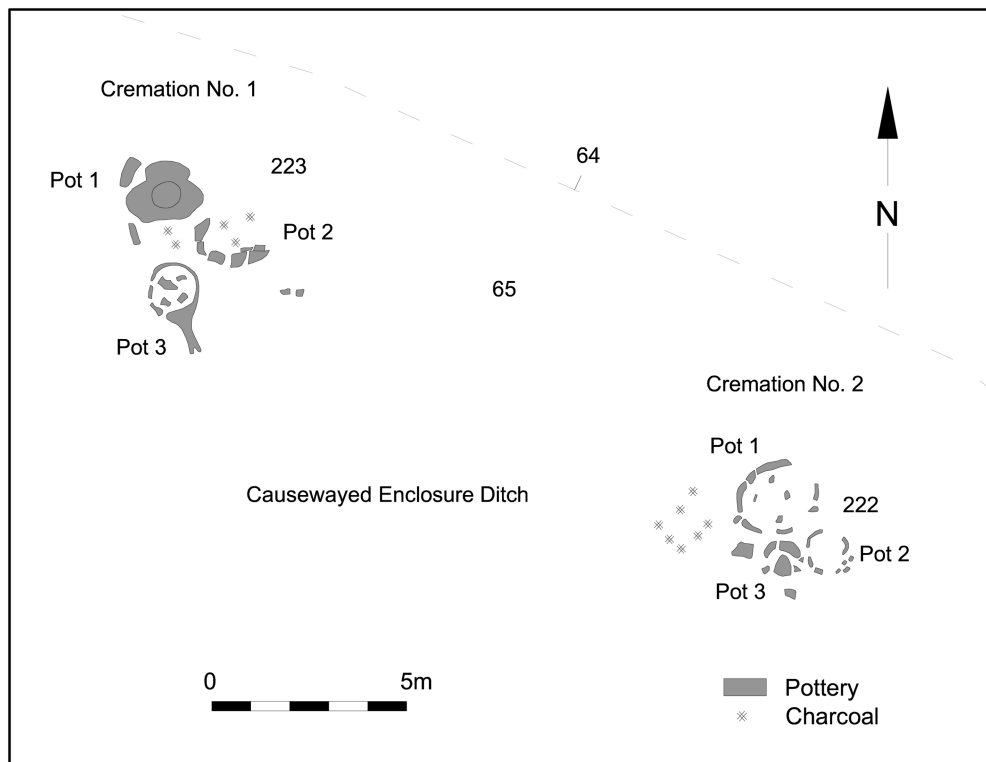 Cremation No. 1
64
223
Pot 1
N
Pot 2
65
Pot 3
Cremation No. 2
Pot 1
Causewayed Enclosure Ditch
222
Pot 2
Pot 3
0 5m
Pottery
Charcoal